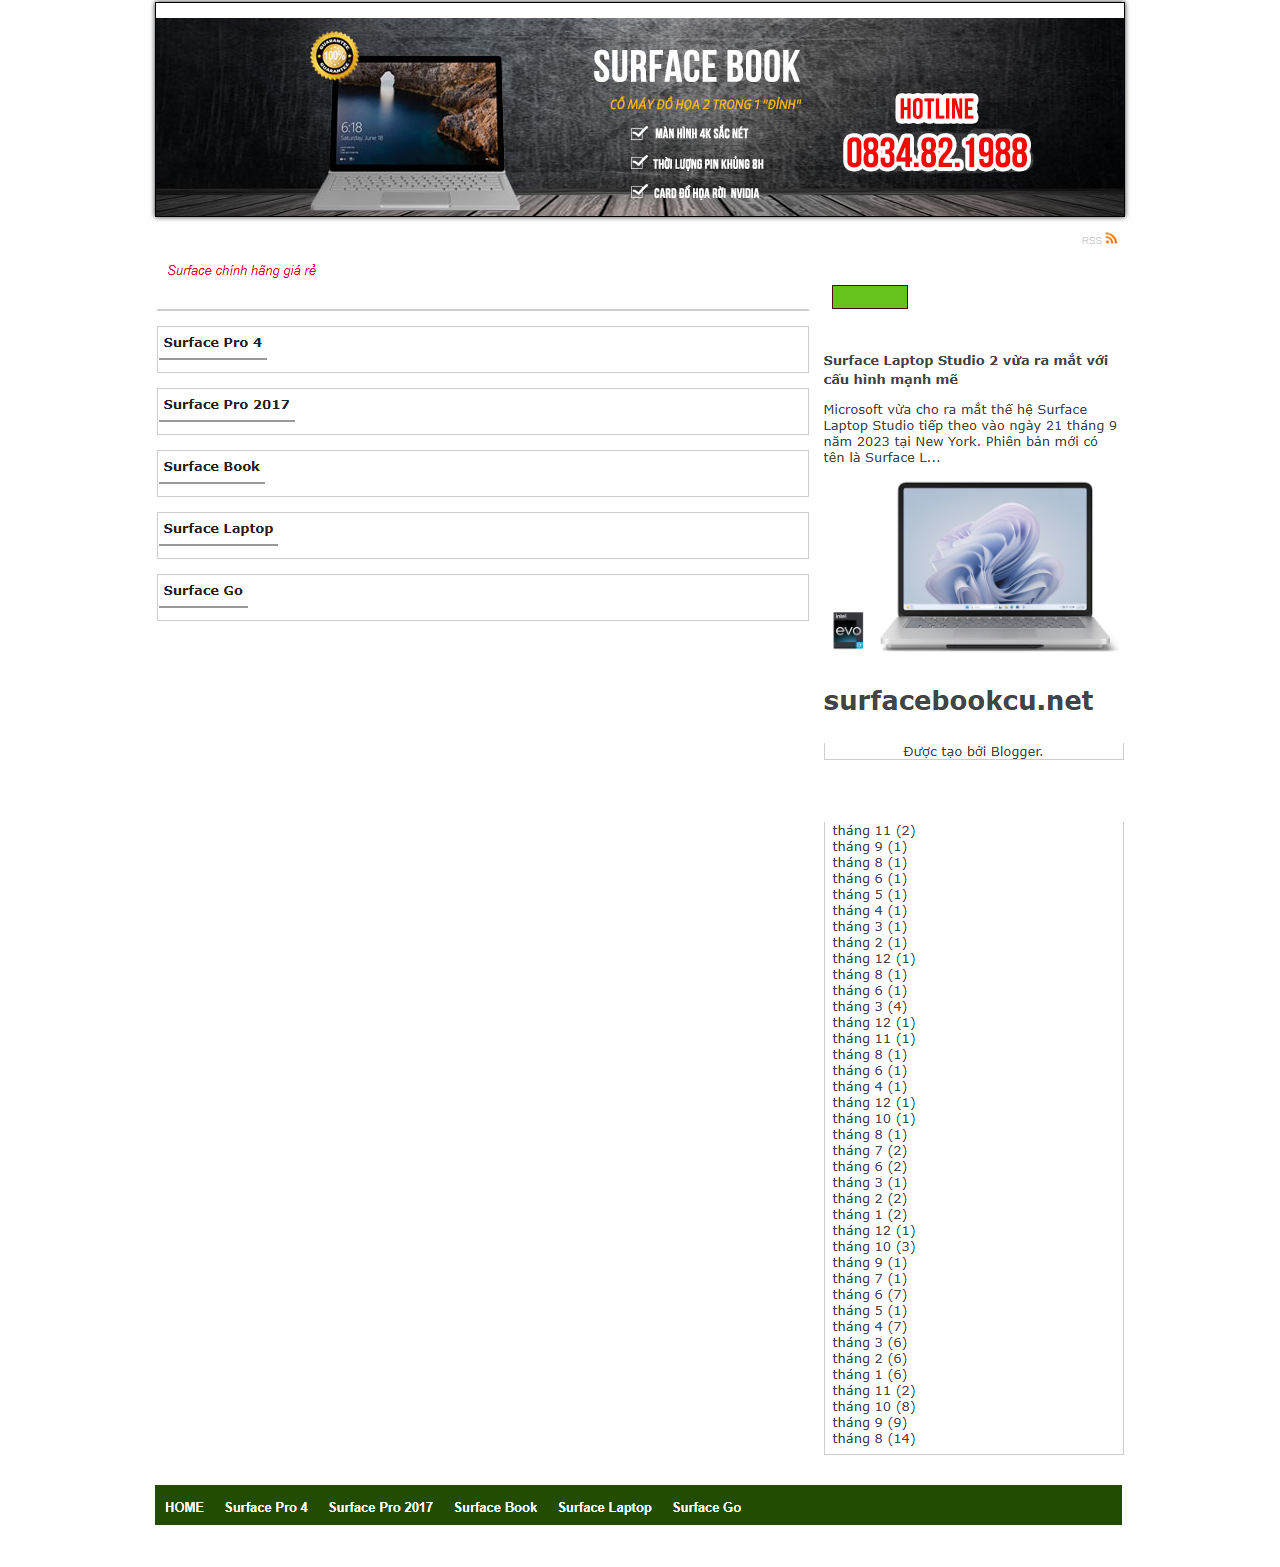 GUARANTEE
100%
GUARANTEE
6:18
Saturday, June 18
SURFACE BOOK
CỖ MÁY ĐỒ HỌA 2 TRONG 1 "ĐỈNH"
MÀN HÌNH 4K SẮC NÉT
THỜI LƯỢNG PIN KHỦNG 8H
CARD ĐỒ HỌA RỜI NVIDIA
HOTLINE
0834.82.1988
RSS
Surface chính hãng giá rẻ
Surface Pro 4
Surface Pro 2017
Surface Book
Surface Laptop
Surface Go
Surface Laptop Studio 2 vừa ra mắt với
cấu hình mạnh mẽ
Microsoft vừa cho ra mắt thế hệ Surface
Laptop Studio tiếp theo vào ngày 21 tháng 9
năm 2023 tại New York. Phiên bản mới có
tên là Surface L...
intel
evo
surfacebookcu.net
Được tạo bởi Blogger.
tháng 11 (2)
tháng 9 (1)
tháng 8 (1)
tháng 6 (1)
tháng 5 (1)
tháng 4 (1)
tháng 3 (1)
tháng 2 (1)
tháng 12 (1)
tháng 8 (1)
tháng 6 (1)
tháng 3 (4)
tháng 12 (1)
tháng 11 (1)
tháng 8 (1)
tháng 6 (1)
tháng 4 (1)
tháng 12 (1)
tháng 10 (1)
tháng 8 (1)
tháng 7 (2)
tháng 6 (2)
tháng 3 (1)
tháng 2 (2)
tháng 1 (2)
tháng 12 (1)
tháng 10 (3)
tháng 9 (1)
tháng 7 (1)
tháng 6 (7)
tháng 5 (1)
tháng 4 (7)
tháng 3 (6)
tháng 2 (6)
tháng 1 (6)
tháng 11 (2)
tháng 10 (8)
tháng 9 (9)
tháng 8 (14)
HOME Surface Pro 4 Surface Pro 2017 Surface Book Surface Laptop Surface Go